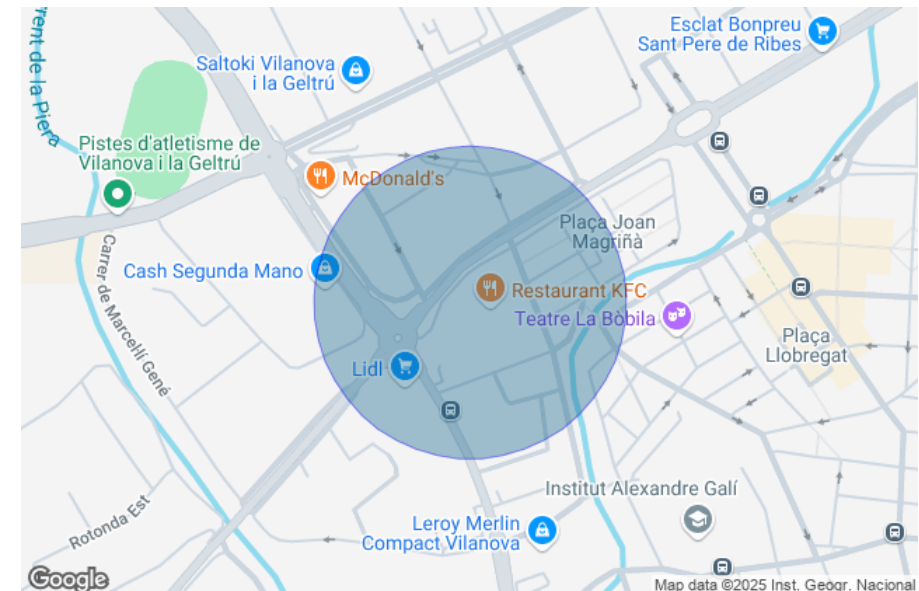 Esclat Bonpreu
Sant Pere de Ribes
rent de la Piera
Saltoki Vilanova
i la Geltrú
Pistes d'atletisme de
Vilanova i la Geltrú
McDonald's
Plaça Joan
Magriñà
Carrer de Marcel·lí Gené
Cash Segunda Mano
Restaurant KFC
Teatre La Bòbila
Plaça
Llobregat
Lidl
Institut Alexandre Galí
Rotonda Est
Leroy Merlin
Compact Vilanova
Google
Map data ©2025 Inst. Geogr. Nacional